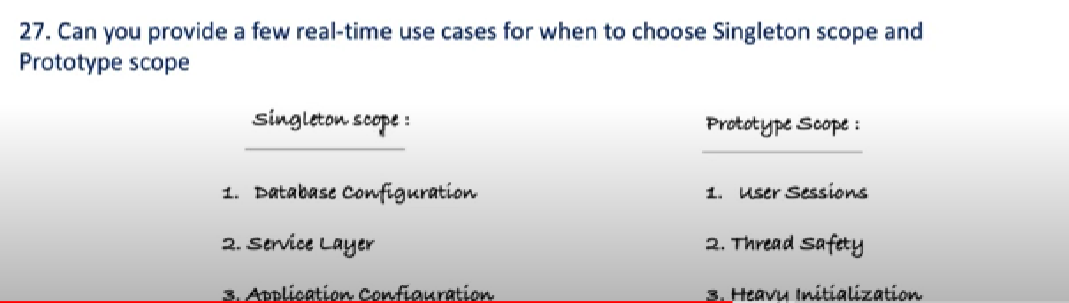 27. Can you provide a few real-time use cases for when to choose Singleton scope and
Prototype scope
Singleton scope :
1. Database Configuration
2. Service Layer
3. Application Configuration
Prototype Scope :
1. User Sessions
2. Thread Safety
3. Heavy Initialization